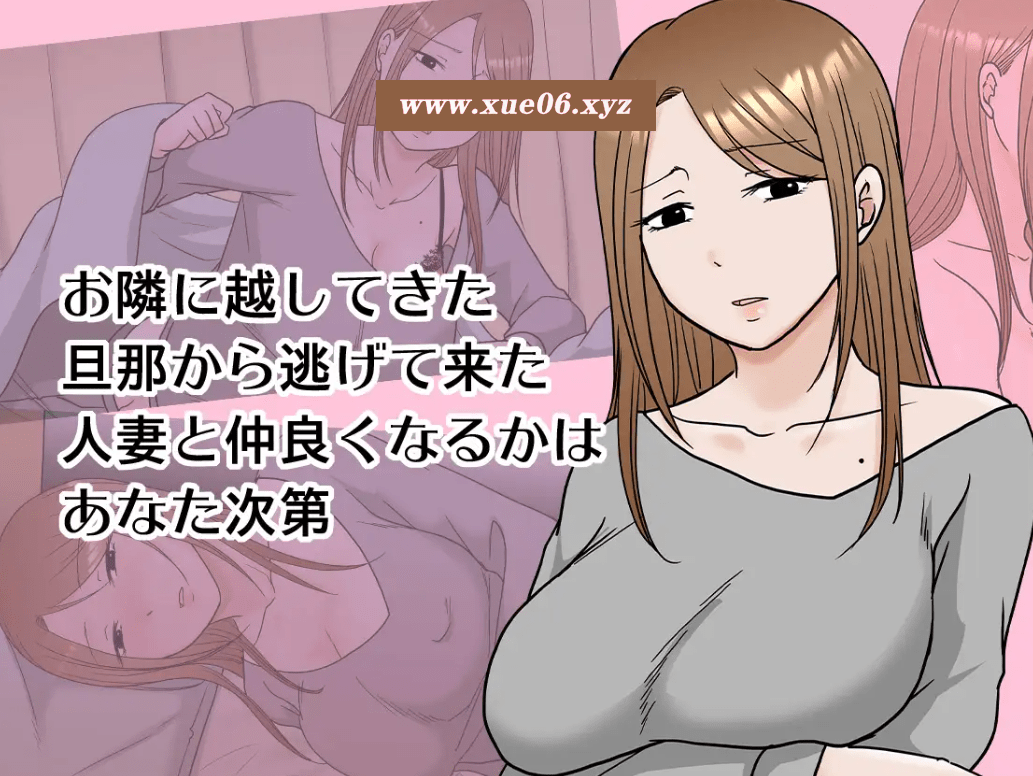 www.xue06.xyz
お隣に越してきた
旦那から逃げて来た
人妻と仲良くなるかは
あなた次第